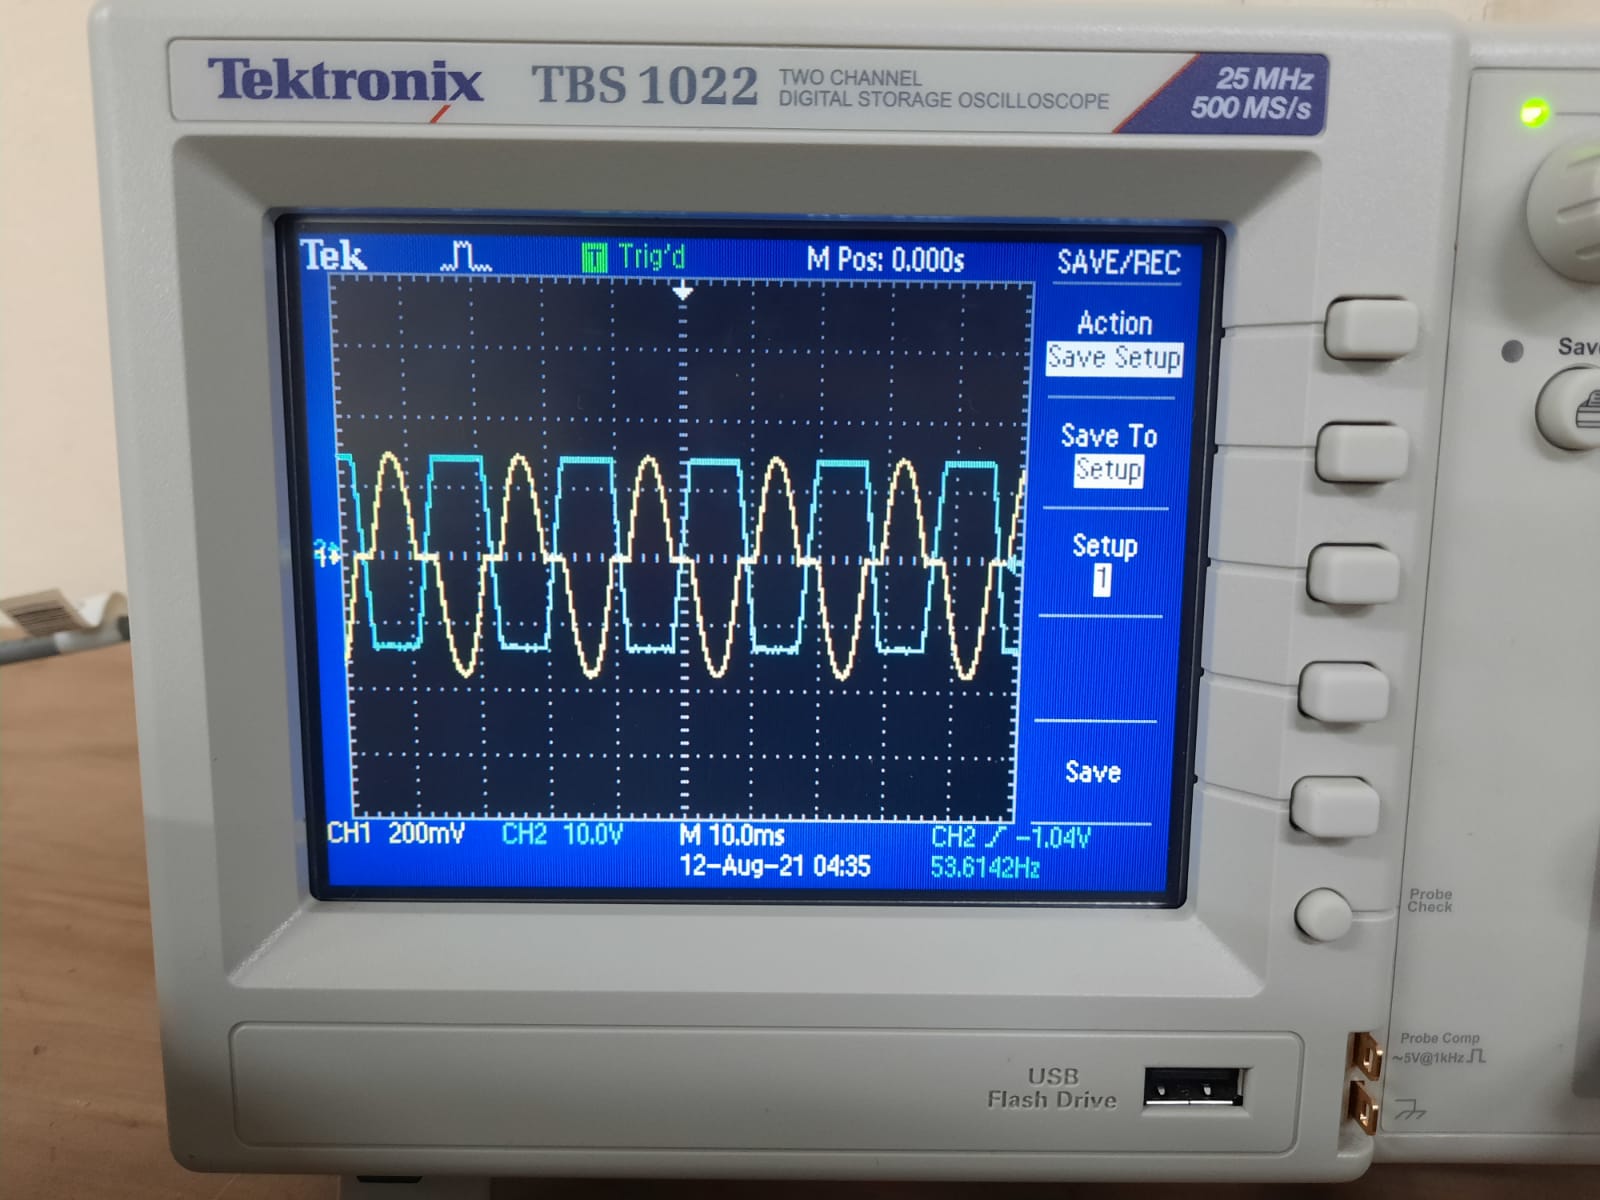 Tektronix TBS 1022 TWO CHANNEL
DIGITAL STORAGE OSCILLOSCOPE
25 MHz
500 MS/s
Tek T Trig'd M Pos: 0.000s SAVE/REC
Action
Save Setup
Save To
Setup
Setup
1
Save
CH1 200mV CH2 10.0V M 10.0ms CH2 -1.04V
12-Aug-21 04:35 53.6142Hz
Probe
Check
Probe Comp
~5V@1kHz
USB
Flash Drive